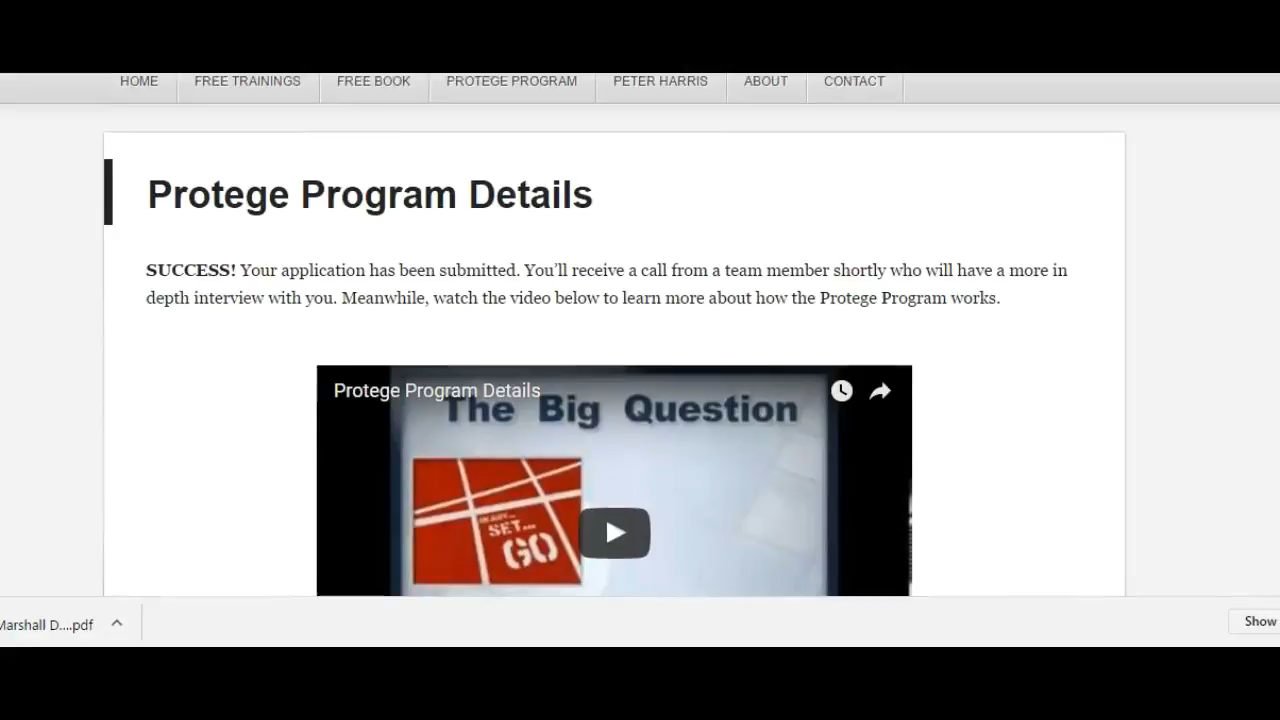 HOME FREE TRAININGS FREE BOOK PROTEGE PROGRAM PETER HARRIS ABOUT CONTACT
Protege Program Details
SUCCESS! Your application has been submitted. You’ll receive a call from a team member shortly who will have a more in
depth interview with you. Meanwhile, watch the video below to learn more about how the Protege Program works.
Protege Program Details
The Big Question
SET...
GO
Marshall D....pdf
Show